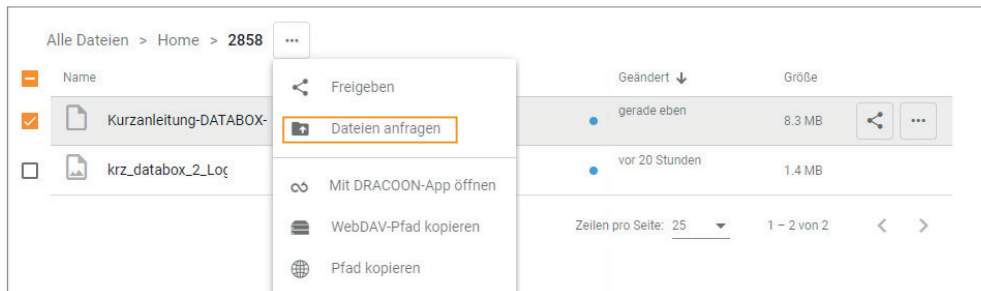 Alle Dateien > Home > 2858 ...
Name Geändert Größe
Freigeben
Kurzanleitung-DATABOX- gerade eben 8.3 MB
Dateien anfragen
krz_databox_2_Log vor 20 Stunden 1.4 MB
Mit DRACOON-App öffnen
WebDAV-Pfad kopieren
Zeilen pro Seite: 25 1 – 2 von 2
Pfad kopieren